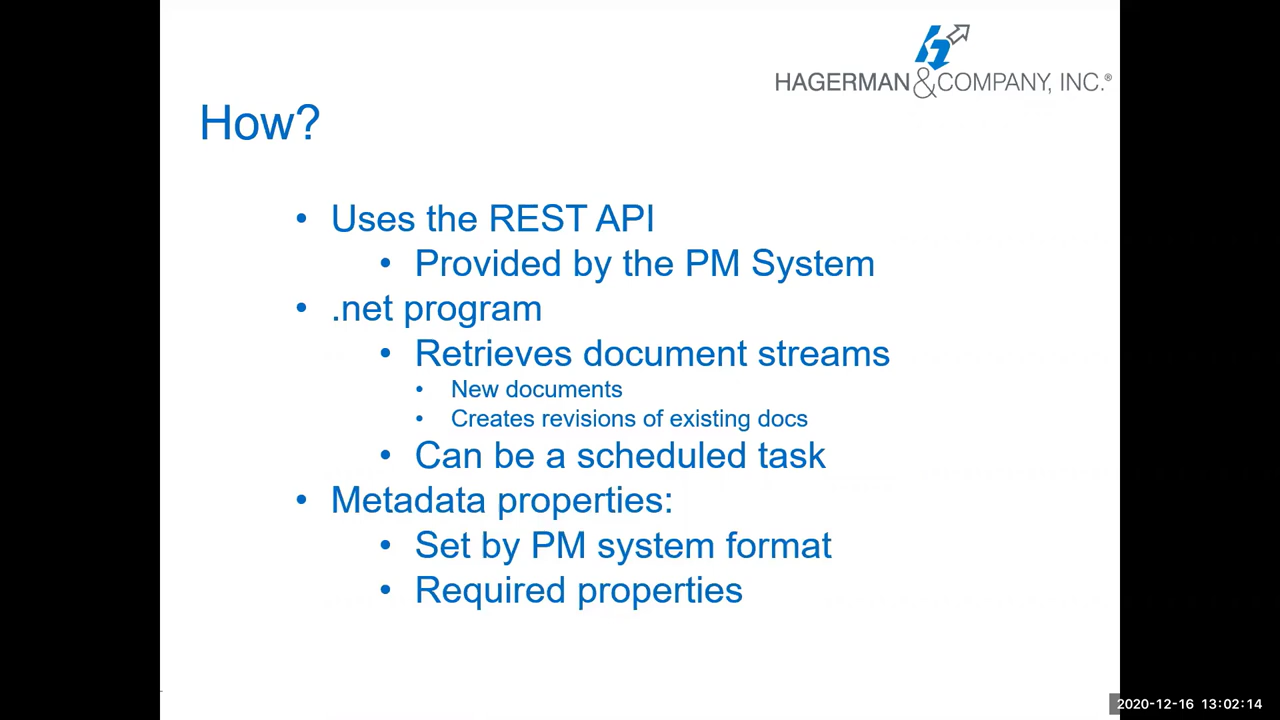 HAGERMAN &COMPANY, INC.®
How?
• Uses the REST API
• Provided by the PM System
• .net program
• Retrieves document streams
• New documents
• Creates revisions of existing docs
• Can be a scheduled task
• Metadada properties:
• Set by PM system format
• Required properties
2020-12-16 13:02:14